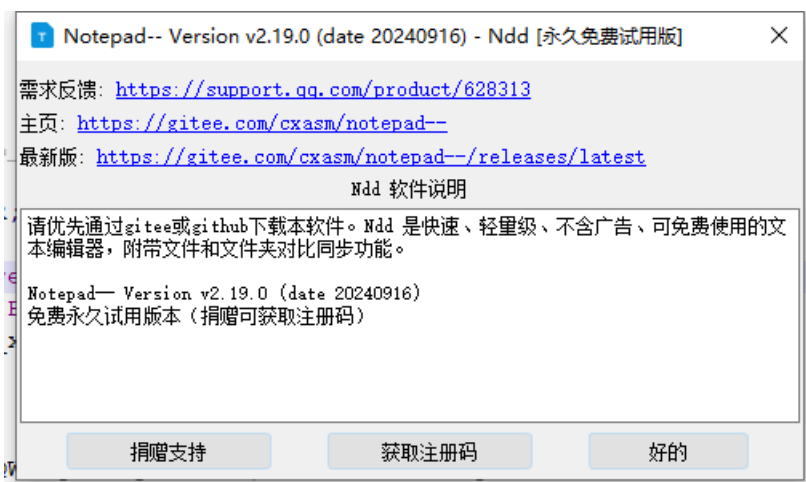 Notepad-- Version v2.19.0 (date 20240916) - Ndd [永久免费试用版]
需求反馈: https://support.qq.com/product/628313
主页: https://gitee.com/cxasm/notepad--
最新版: https://gitee.com/cxasm/notepad--/releases/latest
Ndd 软件说明
请优先通过gitee或github下载本软件。Ndd 是快速、轻量级、不含广告、可免费使用的文
本编辑器，附带文件和文件夹对比同步功能。
Notepad-- Version v2.19.0 (date 20240916)
免费永久试用版本（捐赠可获取注册码）
捐赠支持
获取注册码
好的